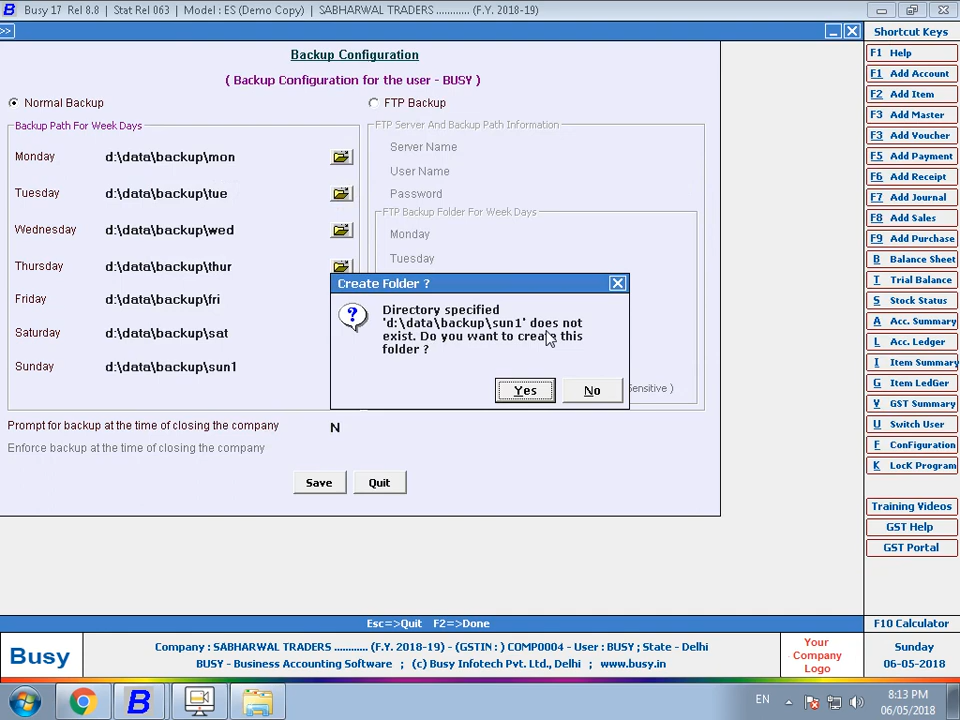 Busy 17 Rel 8.8 | Stat Rel 063 | Model : ES (Demo Copy) | SABHARWAL TRADERS ............ (F.Y. 2018-19)
>>
Backup Configuration
( Backup Configuration for the user - BUSY )
Normal Backup
FTP Backup
Backup Path For Week Days
Monday d:\data\backup\mon
Tuesday d:\data\backup\tue
Wednesday d:\data\backup\wed
Thursday d:\data\backup\thur
Friday d:\data\backup\fri
Saturday d:\data\backup\sat
Sunday d:\data\backup\sun1
FTP Server And Backup Path Information
Server Name
User Name
Password
FTP Backup Folder For Week Days
Monday
Tuesday
Create Folder ?
Directory specified
'd:\data\backup\sun1' does not
exist. Do you want to create this
folder ?
Yes No
Sensitive )
Prompt for backup at the time of closing the company N
Enforce backup at the time of closing the company
Save Quit
Shortcut Keys
F1 Help
F1 Add Account
F2 Add Item
F3 Add Master
F3 Add Voucher
F5 Add Payment
F6 Add Receipt
F7 Add Journal
F8 Add Sales
F9 Add Purchase
B Balance Sheet
T Trial Balance
S Stock Status
A Acc. Summary
L Acc. Ledger
I Item Summary
G Item LedGer
Y GST Summary
U Switch User
F ConFiguration
K LocK Program
Training Videos
GST Help
GST Portal
Esc=>Quit F2=>Done
F10 Calculator
Busy
Company : SABHARWAL TRADERS ............ (F.Y. 2018-19) - (GSTIN : ) COMP0004 - User : BUSY ; State - Delhi
BUSY - Business Accounting Software ; (c) Busy Infotech Pvt. Ltd., Delhi ; www.busy.in
Your
Company
Logo
Sunday
06-05-2018
EN
8:13 PM
06/05/2018